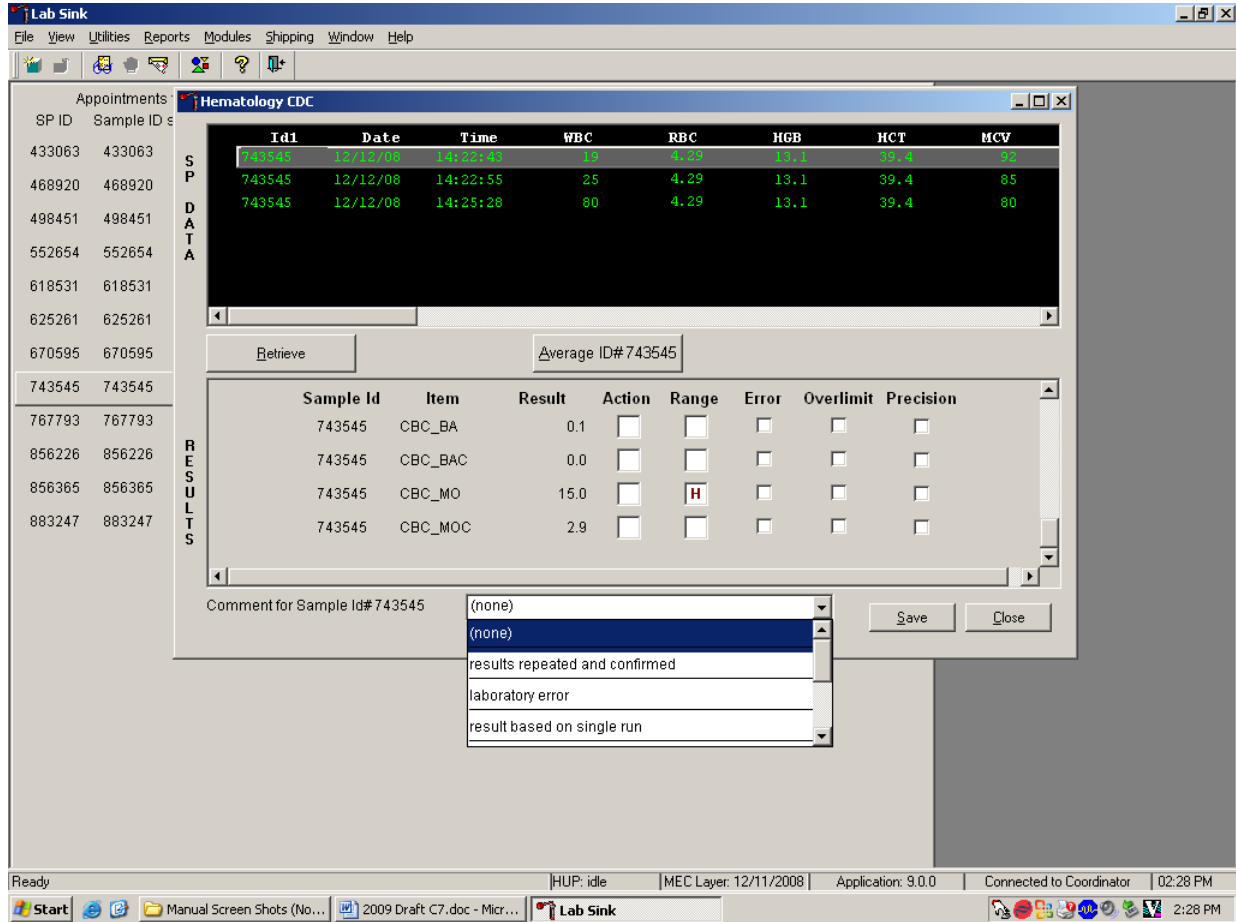 Lab Sink
File View Utilities Reports Modules Shipping Window Help
Appointments
SP ID Sample ID s
433063 433063
468920 468920
498451 498451
552654 552654
618531 618531
625261 625261
670595 670595
743545 743545
767793 767793
856226 856226
856365 856365
883247 883247
Hematology CDC
SP DATA
Id1 Date Time WBC RBC HGB HCT MCV
743545 12/12/08 14:22:43 19 4.29 13.1 39.4 92
743545 12/12/08 14:22:55 25 4.29 13.1 39.4 85
743545 12/12/08 14:25:28 80 4.29 13.1 39.4 80
Retrieve Average ID# 743545
RESULTS
Sample Id Item Result Action Range Error Overlimit Precision
743545 CBC_BA 0.1
743545 CBC_BAC 0.0
743545 CBC_MO 15.0 H
743545 CBC_MOC 2.9
Comment for Sample Id# 743545 (none) Save Close
(none)
results repeated and confirmed
laboratory error
result based on single run
Ready HUP: idle MEC Layer: 12/11/2008 Application: 9.0.0 Connected to Coordinator 02:28 PM
Start Manual Screen Shots (No... 2009 Draft C7.doc - Micr... Lab Sink 2:28 PM